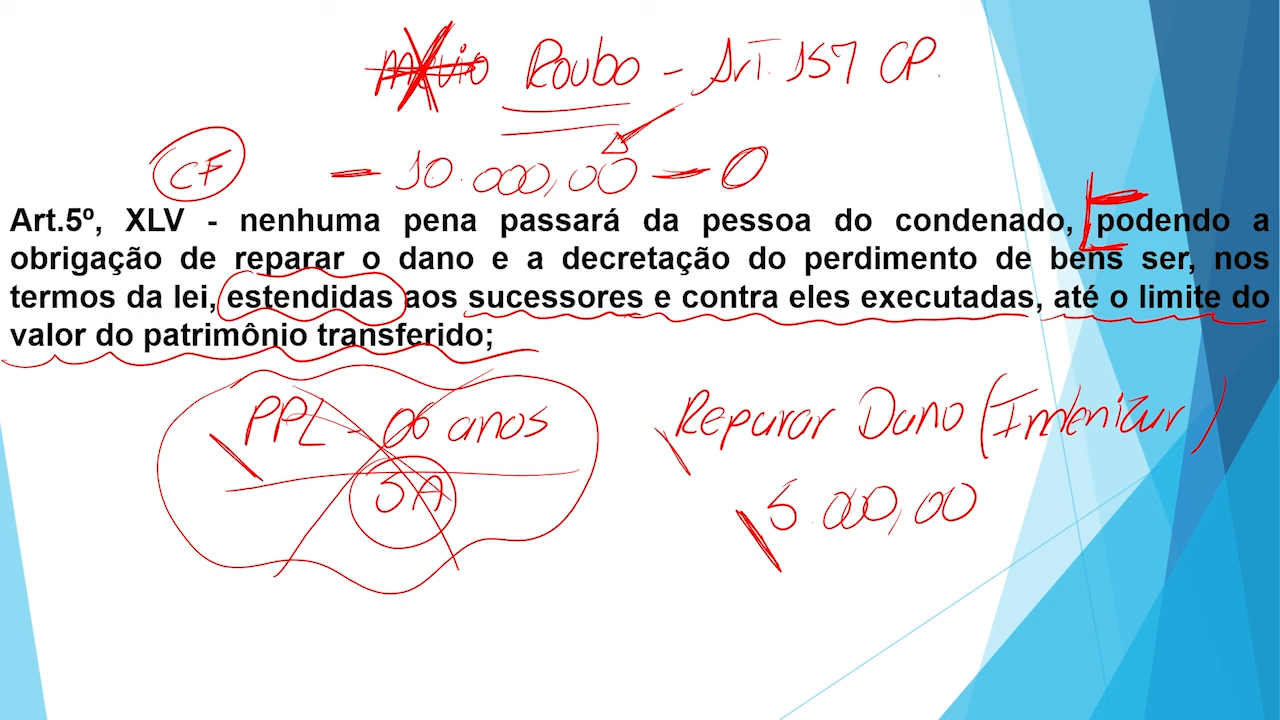 Mévio Roubo - Art. 157 CP.
CF - 10.000,00 - 0
Art.5º, XLV - nenhuma pena passará da pessoa do condenado, podendo a
obrigação de reparar o dano e a decretação do perdimento de bens ser, nos
termos da lei, estendidas aos sucessores e contra eles executadas, até o limite do
valor do patrimônio transferido;
PPL - 06 anos Reparar Dano (Indenizar)
5A 5.000,00